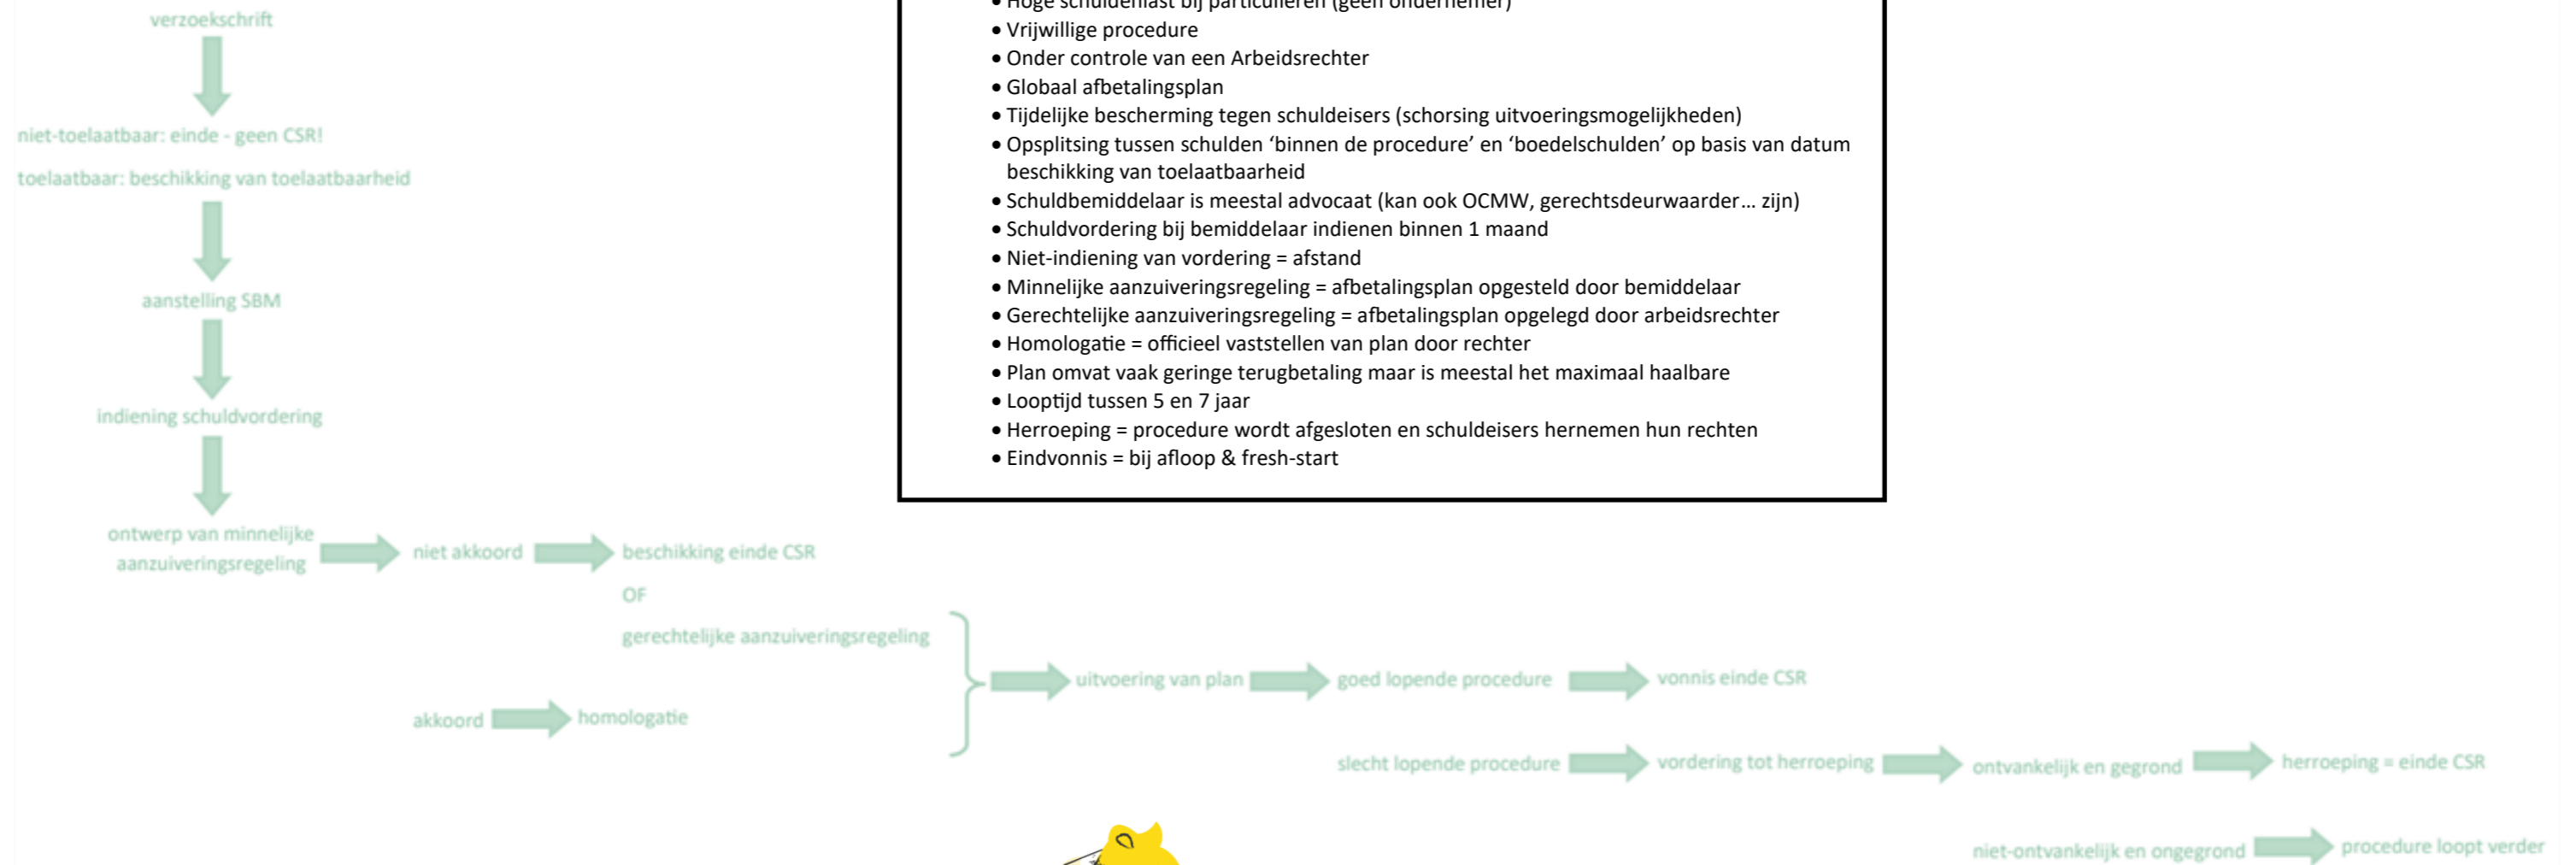 verzoekschrift
niet-toelaatbaar: einde - geen CSR!
toelaatbaar: beschikking van toelaatbaarheid
aanstelling SBM
indiening schuldvordering
ontwerp van minnelijke
aanzuiveringsregeling
niet akkoord
beschikking einde CSR
OF
gerechtelijke aanzuiveringsregeling
akkoord
homologatie
uitvoering van plan
goed lopende procedure
vonnis einde CSR
slecht lopende procedure
vordering tot herroeping
ontvankelijk en gegrond
herroeping = einde CSR
niet-ontvankelijk en ongegrond
procedure loopt verder
• Hoge schuldenlast bij particulieren (geen ondernemer)
• Vrijwillige procedure
• Onder controle van een Arbeidsrechter
• Globaal afbetalingsplan
• Tijdelijke bescherming tegen schuldeisers (schorsing uitvoeringsmogelijkheden)
• Opsplitsing tussen schulden ‘binnen de procedure’ en ‘boedelschulden’ op basis van datum
beschikking van toelaatbaarheid
• Schuldbemiddelaar is meestal advocaat (kan ook OCMW, gerechtsdeurwaarder... zijn)
• Schuldvordering bij bemiddelaar indienen binnen 1 maand
• Niet-indiening van vordering = afstand
• Minnelijke aanzuiveringsregeling = afbetalingsplan opgesteld door bemiddelaar
• Gerechtelijke aanzuiveringsregeling = afbetalingsplan opgelegd door arbeidsrechter
• Homologatie = officieel vaststellen van plan door rechter
• Plan omvat vaak geringe terugbetaling maar is meestal het maximaal haalbare
• Looptijd tussen 5 en 7 jaar
• Herroeping = procedure wordt afgesloten en schuldeisers hernemen hun rechten
• Eindvonnis = bij afloop & fresh-start